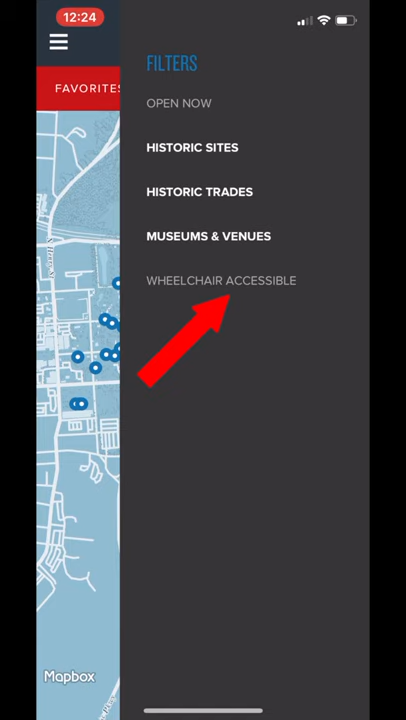 12:24
FAVORITES
FILTERS
OPEN NOW
HISTORIC SITES
HISTORIC TRADES
MUSEUMS & VENUES
WHEELCHAIR ACCESSIBLE
Mapbox